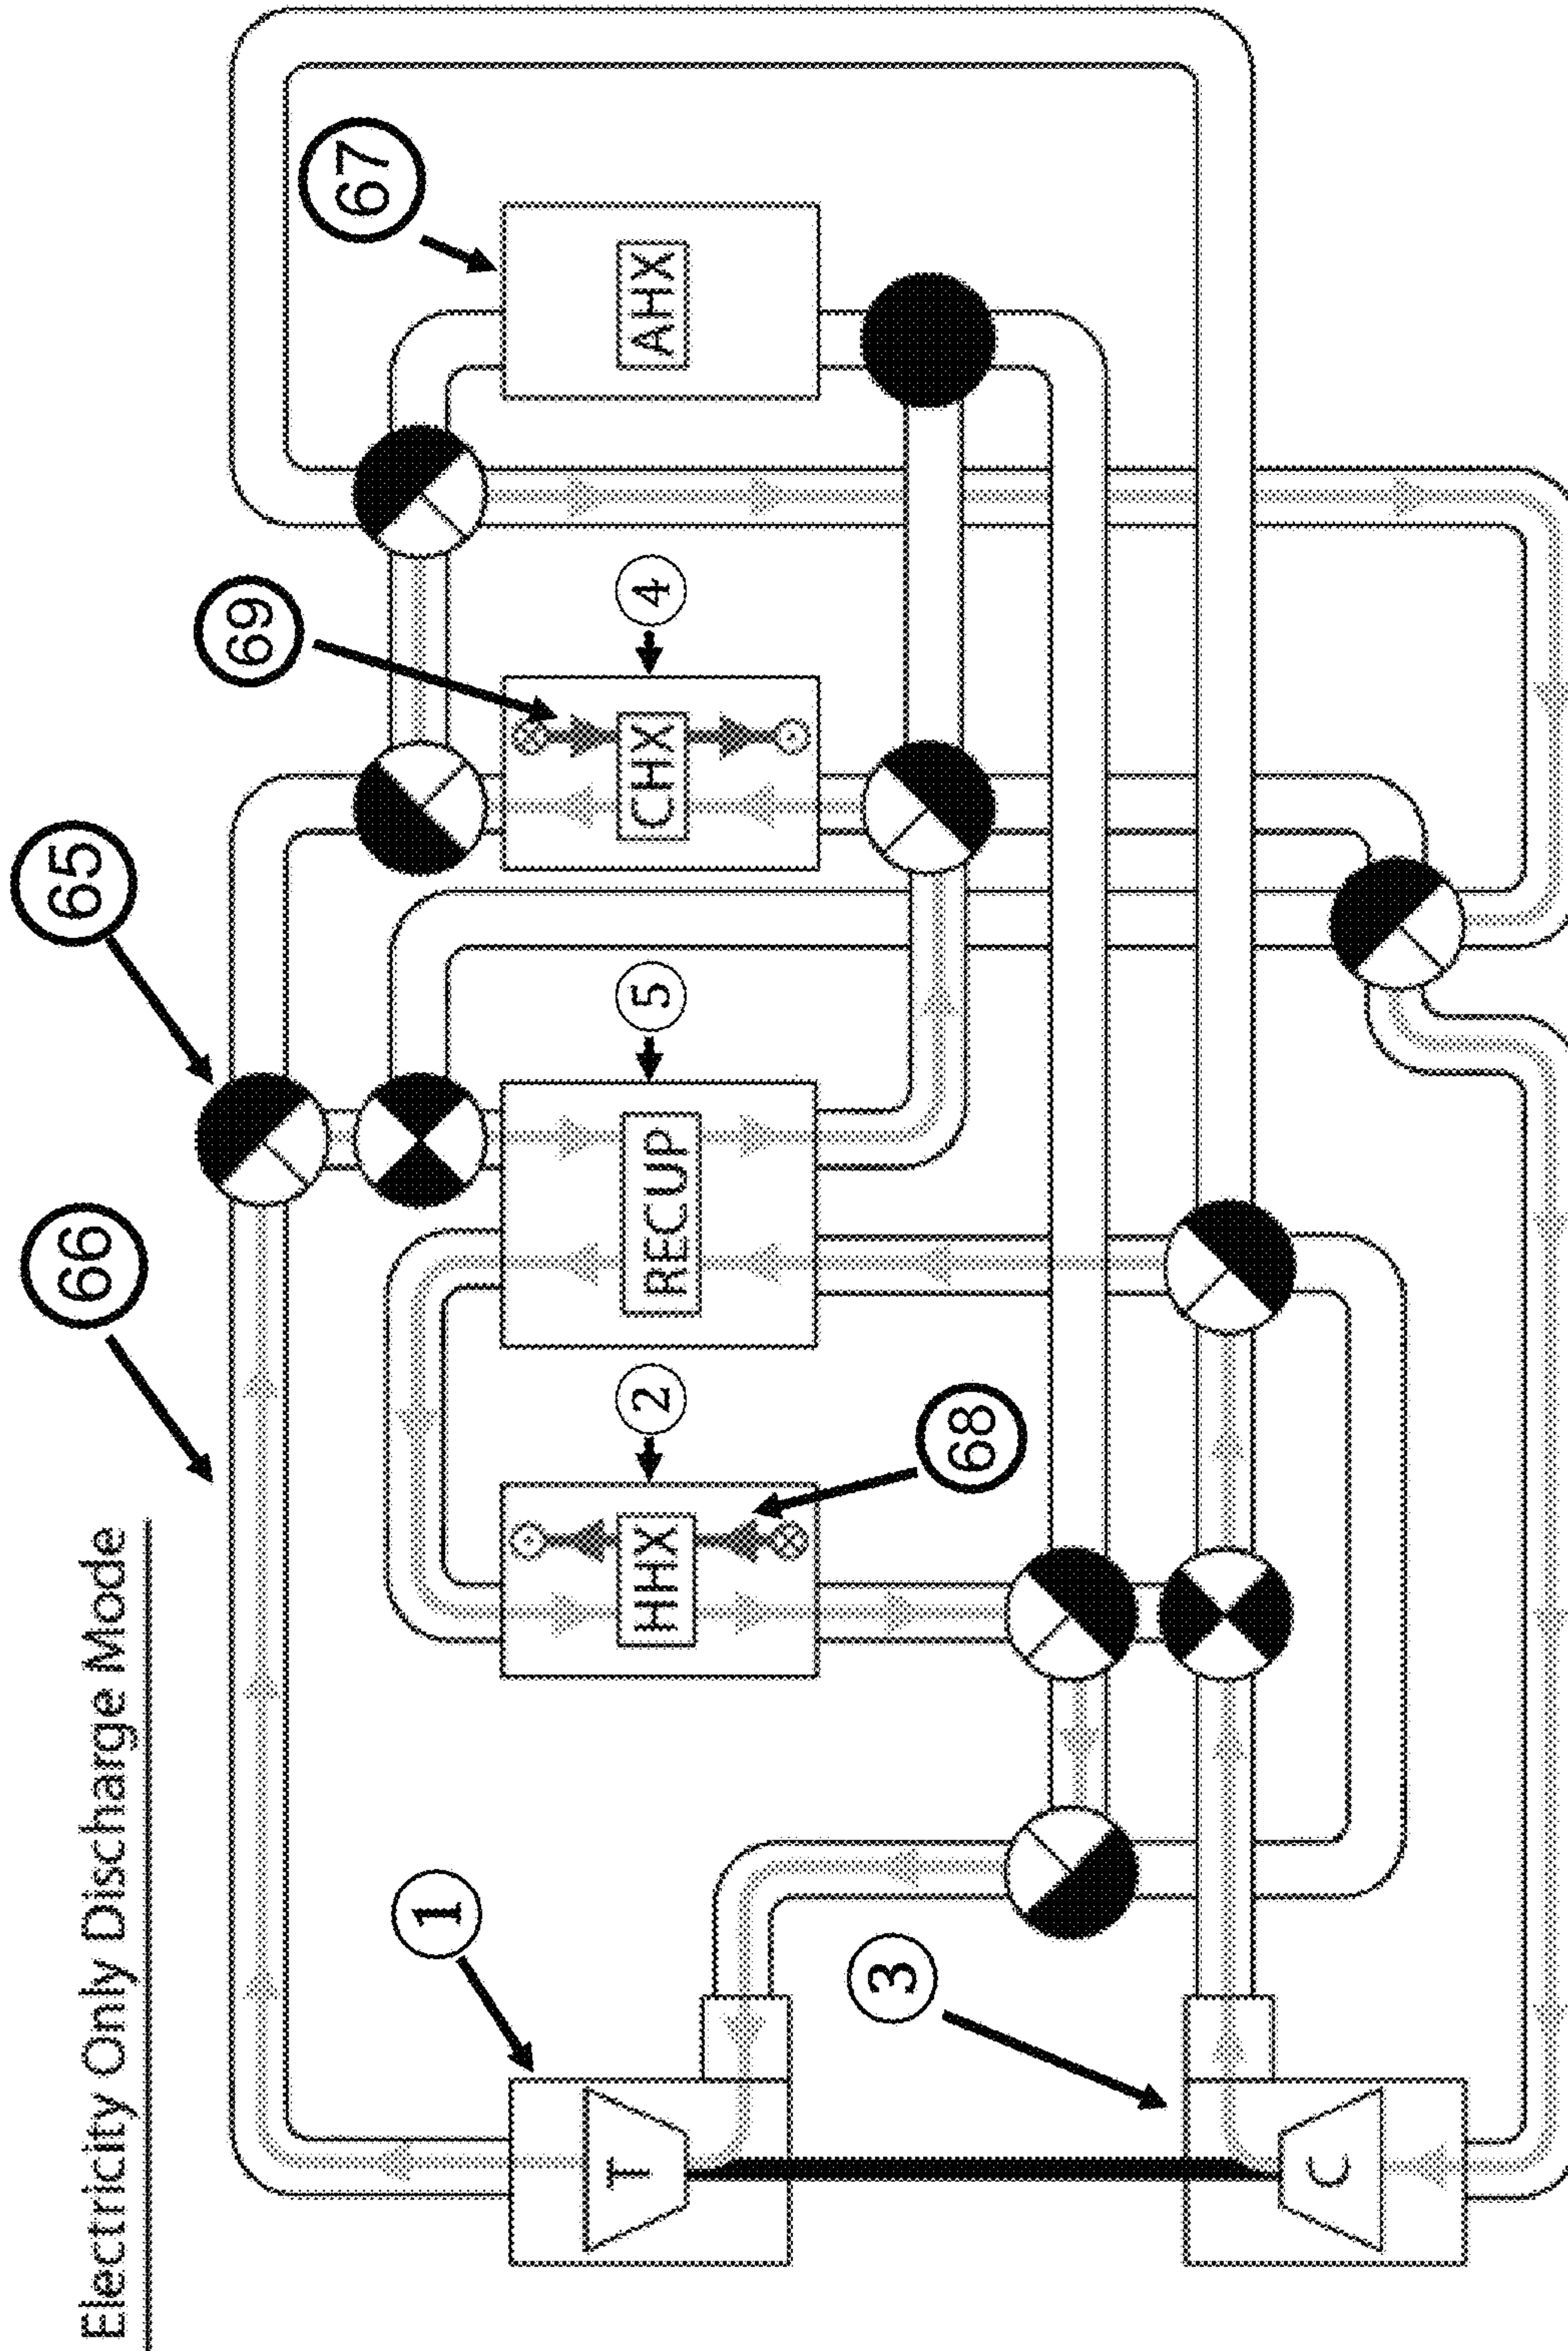 Electricity Only Discharge Mode
66
65
69
67
1
T
2
HHX
5
RECUP
4
CHX
AHX
68
3
C